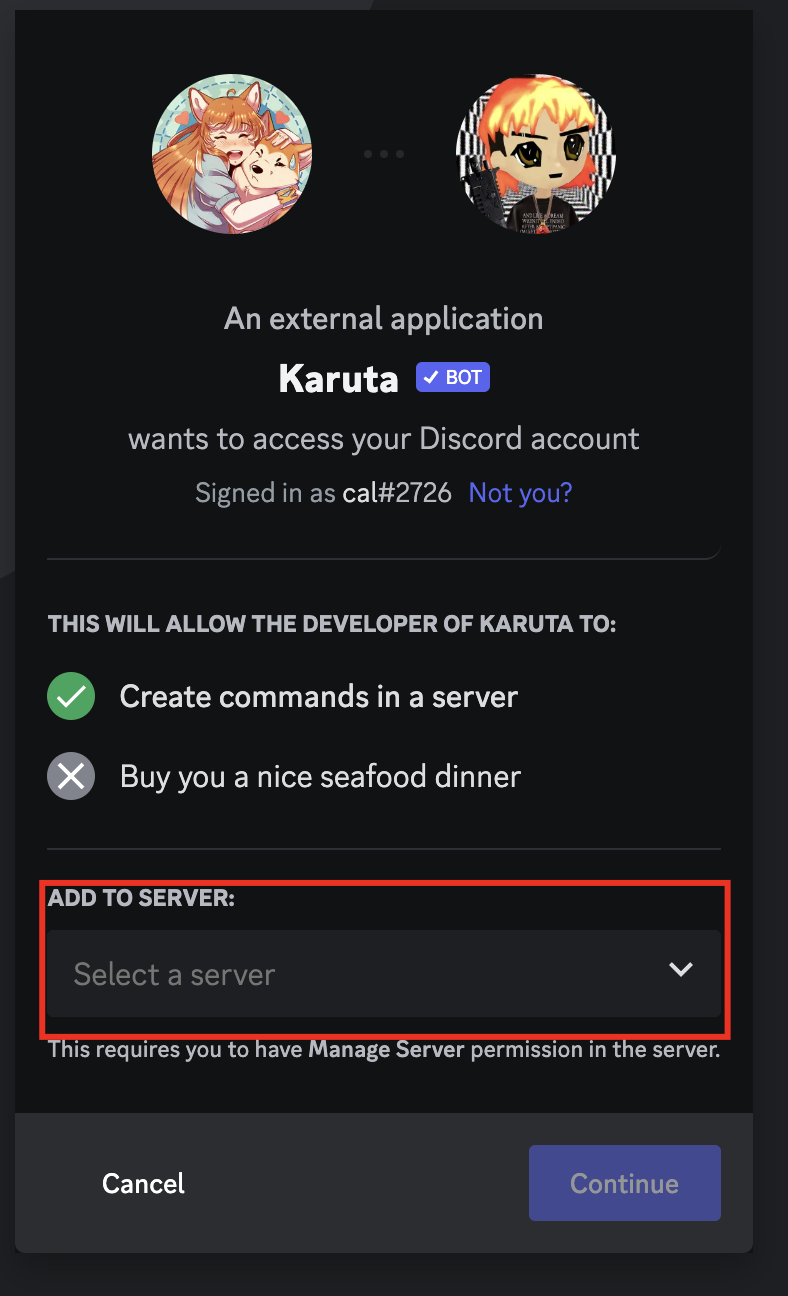 An external application
Karuta BOT
wants to access your Discord account
Signed in as cal#2726 Not you?
THIS WILL ALLOW THE DEVELOPER OF KARUTA TO:
Create commands in a server
Buy you a nice seafood dinner
ADD TO SERVER:
Select a server
This requires you to have Manage Server permission in the server.
Cancel
Continue